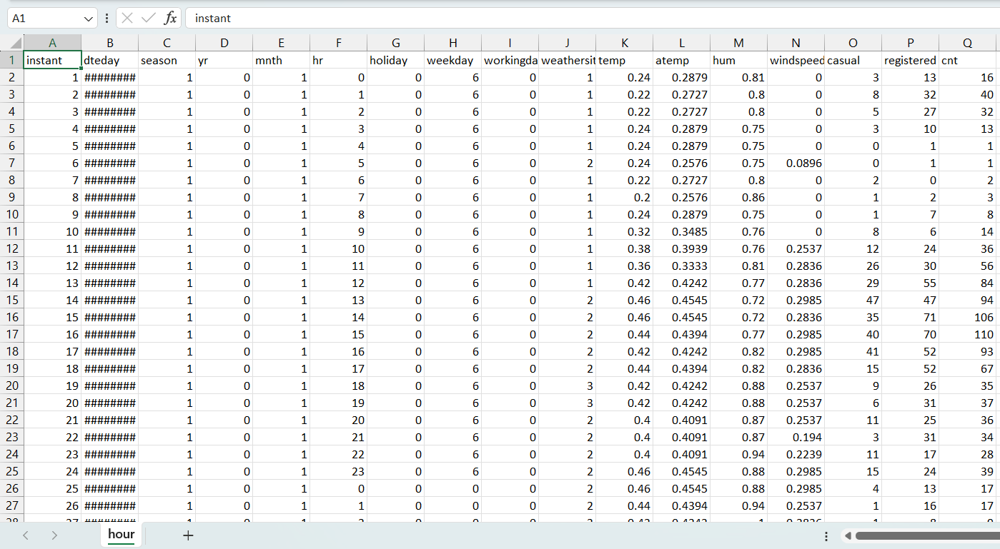 A1 fx instant
A B C D E F G H I J K L M N O P Q
1 instant dteday season yr mnth hr holiday weekday workingda weathersit temp atemp hum windspeed casual registered cnt
2 1 ######## 1 0 1 0 0 6 0 1 0.24 0.2879 0.81 0 3 13 16
3 2 ######## 1 0 1 1 0 6 0 1 0.22 0.2727 0.8 0 8 32 40
4 3 ######## 1 0 1 2 0 6 0 1 0.22 0.2727 0.8 0 5 27 32
5 4 ######## 1 0 1 3 0 6 0 1 0.24 0.2879 0.75 0 3 10 13
6 5 ######## 1 0 1 4 0 6 0 1 0.24 0.2879 0.75 0 0 1 1
7 6 ######## 1 0 1 5 0 6 0 2 0.24 0.2576 0.75 0.0896 0 1 1
8 7 ######## 1 0 1 6 0 6 0 1 0.22 0.2727 0.8 0 2 0 2
9 8 ######## 1 0 1 7 0 6 0 1 0.2 0.2576 0.86 0 1 2 3
10 9 ######## 1 0 1 8 0 6 0 1 0.24 0.2879 0.75 0 1 7 8
11 10 ######## 1 0 1 9 0 6 0 1 0.32 0.3485 0.76 0 8 6 14
12 11 ######## 1 0 1 10 0 6 0 1 0.38 0.3939 0.76 0.2537 12 24 36
13 12 ######## 1 0 1 11 0 6 0 1 0.36 0.3333 0.81 0.2836 26 30 56
14 13 ######## 1 0 1 12 0 6 0 1 0.42 0.4242 0.77 0.2836 29 55 84
15 14 ######## 1 0 1 13 0 6 0 2 0.46 0.4545 0.72 0.2985 47 47 94
16 15 ######## 1 0 1 14 0 6 0 2 0.46 0.4545 0.72 0.2836 35 71 106
17 16 ######## 1 0 1 15 0 6 0 2 0.44 0.4394 0.77 0.2985 40 70 110
18 17 ######## 1 0 1 16 0 6 0 2 0.42 0.4242 0.82 0.2985 41 52 93
19 18 ######## 1 0 1 17 0 6 0 2 0.44 0.4394 0.82 0.2836 15 52 67
20 19 ######## 1 0 1 18 0 6 0 3 0.42 0.4242 0.88 0.2537 9 26 35
21 20 ######## 1 0 1 19 0 6 0 3 0.42 0.4242 0.88 0.2537 6 31 37
22 21 ######## 1 0 1 20 0 6 0 2 0.4 0.4091 0.87 0.2537 11 25 36
23 22 ######## 1 0 1 21 0 6 0 2 0.4 0.4091 0.87 0.194 3 31 34
24 23 ######## 1 0 1 22 0 6 0 2 0.4 0.4091 0.94 0.2239 11 17 28
25 24 ######## 1 0 1 23 0 6 0 2 0.46 0.4545 0.88 0.2985 15 24 39
26 25 ######## 1 0 1 0 0 0 0 2 0.46 0.4545 0.88 0.2985 4 13 17
27 26 ######## 1 0 1 1 0 0 0 2 0.44 0.4394 0.94 0.2537 1 16 17
hour